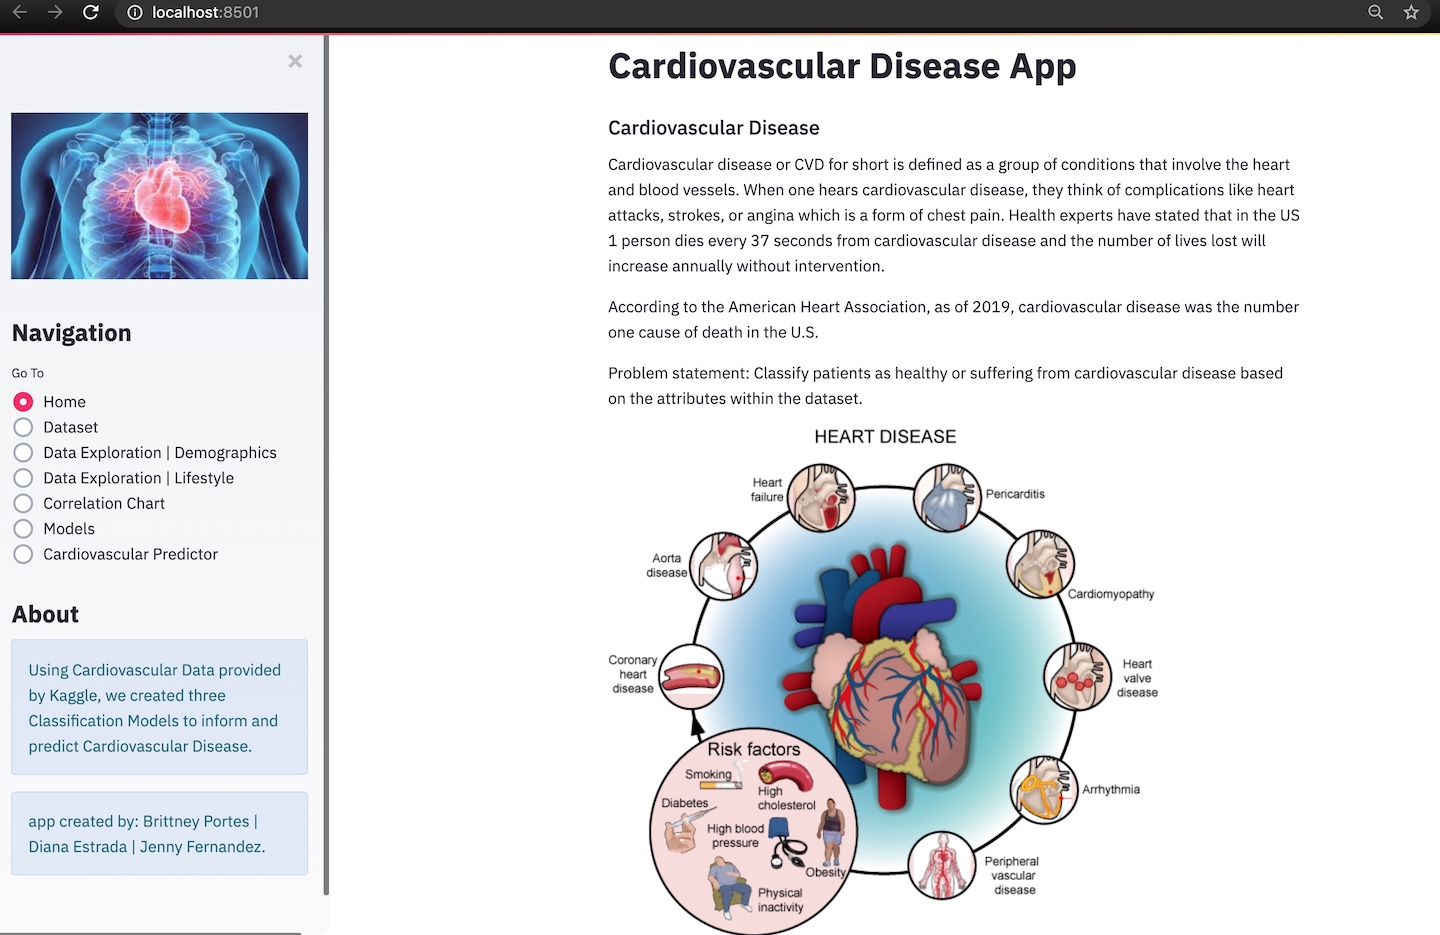 localhost:8501
×
Navigation
Go To
Home
Dataset
Data Exploration | Demographics
Data Exploration | Lifestyle
Correlation Chart
Models
Cardiovascular Predictor
About
Using Cardiovascular Data provided
by Kaggle, we created three
Classification Models to inform and
predict Cardiovascular Disease.
app created by: Brittney Portes |
Diana Estrada | Jenny Fernandez.
Cardiovascular Disease App
Cardiovascular Disease
Cardiovascular disease or CVD for short is defined as a group of conditions that involve the heart
and blood vessels. When one hears cardiovascular disease, they think of complications like heart
attacks, strokes, or angina which is a form of chest pain. Health experts have stated that in the US
1 person dies every 37 seconds from cardiovascular disease and the number of lives lost will
increase annually without intervention.
According to the American Heart Association, as of 2019, cardiovascular disease was the number
one cause of death in the U.S.
Problem statement: Classify patients as healthy or suffering from cardiovascular disease based
on the attributes within the dataset.
HEART DISEASE
Heart
failure
Pericarditis
Aorta
disease
Cardiomyopathy
Coronary
heart
disease
Heart
valve
disease
Risk factors
Smoking
High
cholesterol
Diabetes
High blood
pressure
Obesity
Physical
inactivity
Arrhythmia
Peripheral
vascular
disease